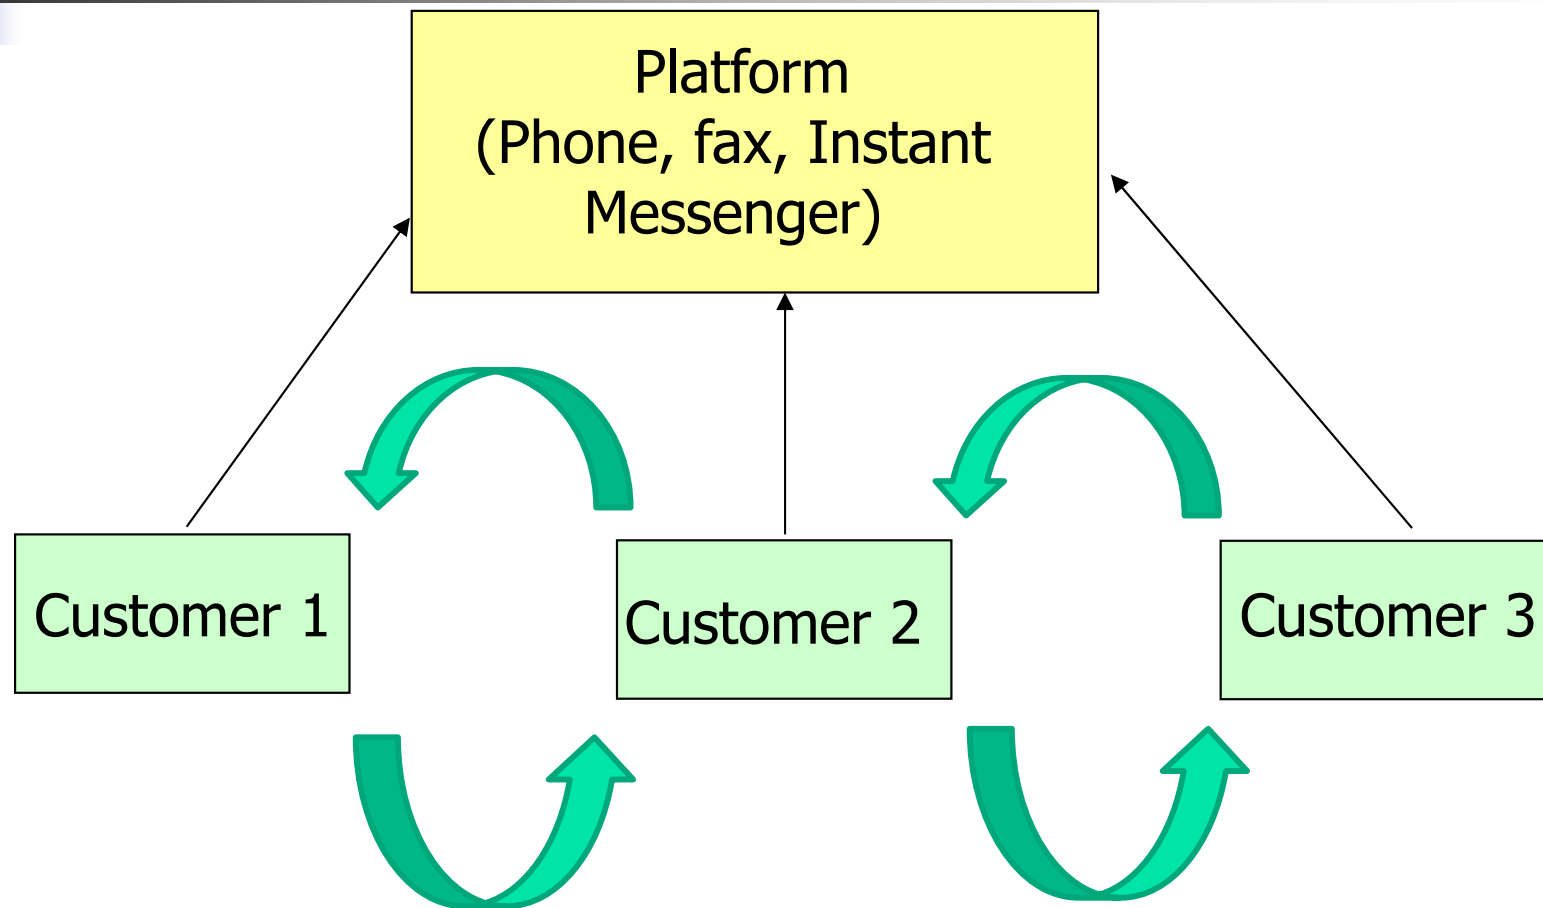 Platform
(Phone, fax, Instant
Messenger)
Customer 1
Customer 2
Customer 3